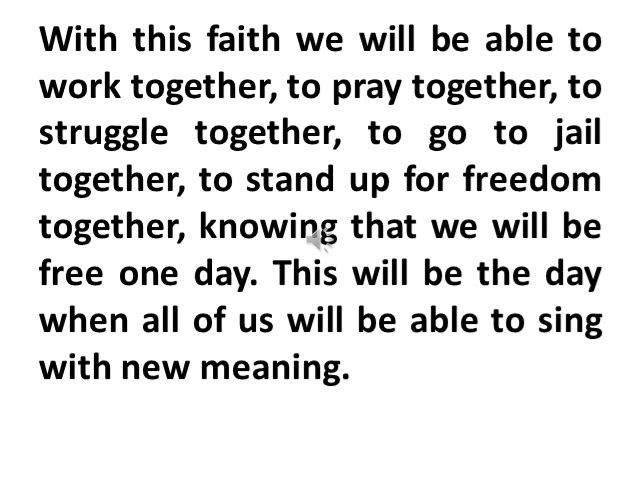 With this faith we will be able to
work together, to pray together, to
struggle together, to go to jail
together, to stand up for freedom
together, knowing that we will be
free one day. This will be the day
when all of us will be able to sing
with new meaning.